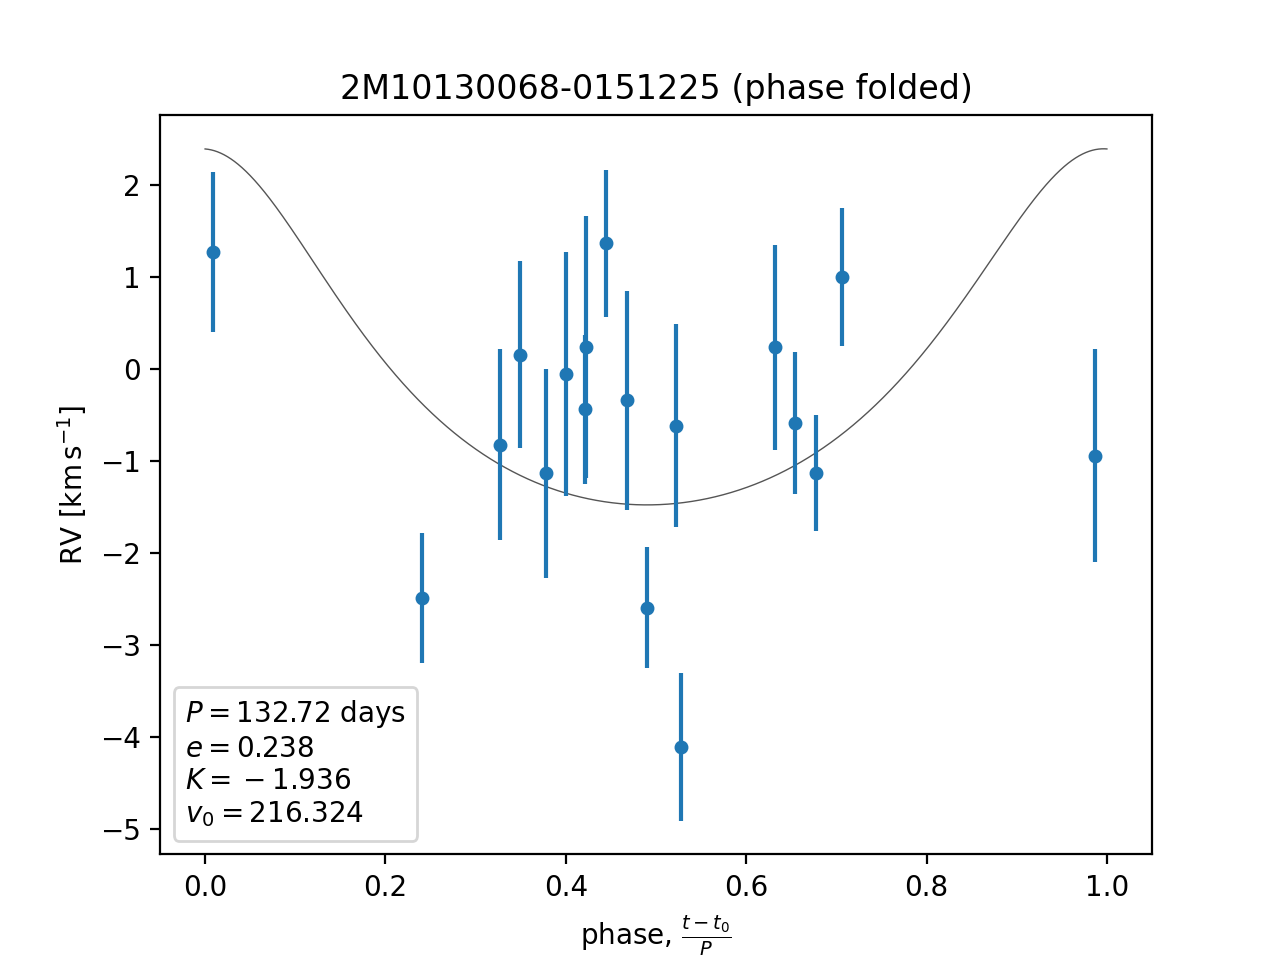 2M10130068-0151225 (phase folded)
2
1
0
−1
−2
−3
−4
−5
RV [km s⁻¹]
P = 132.72 days
e = 0.238
K = −1.936
v₀ = 216.324
0.0 0.2 0.4 0.6 0.8 1.0
phase, (t − t₀)/P